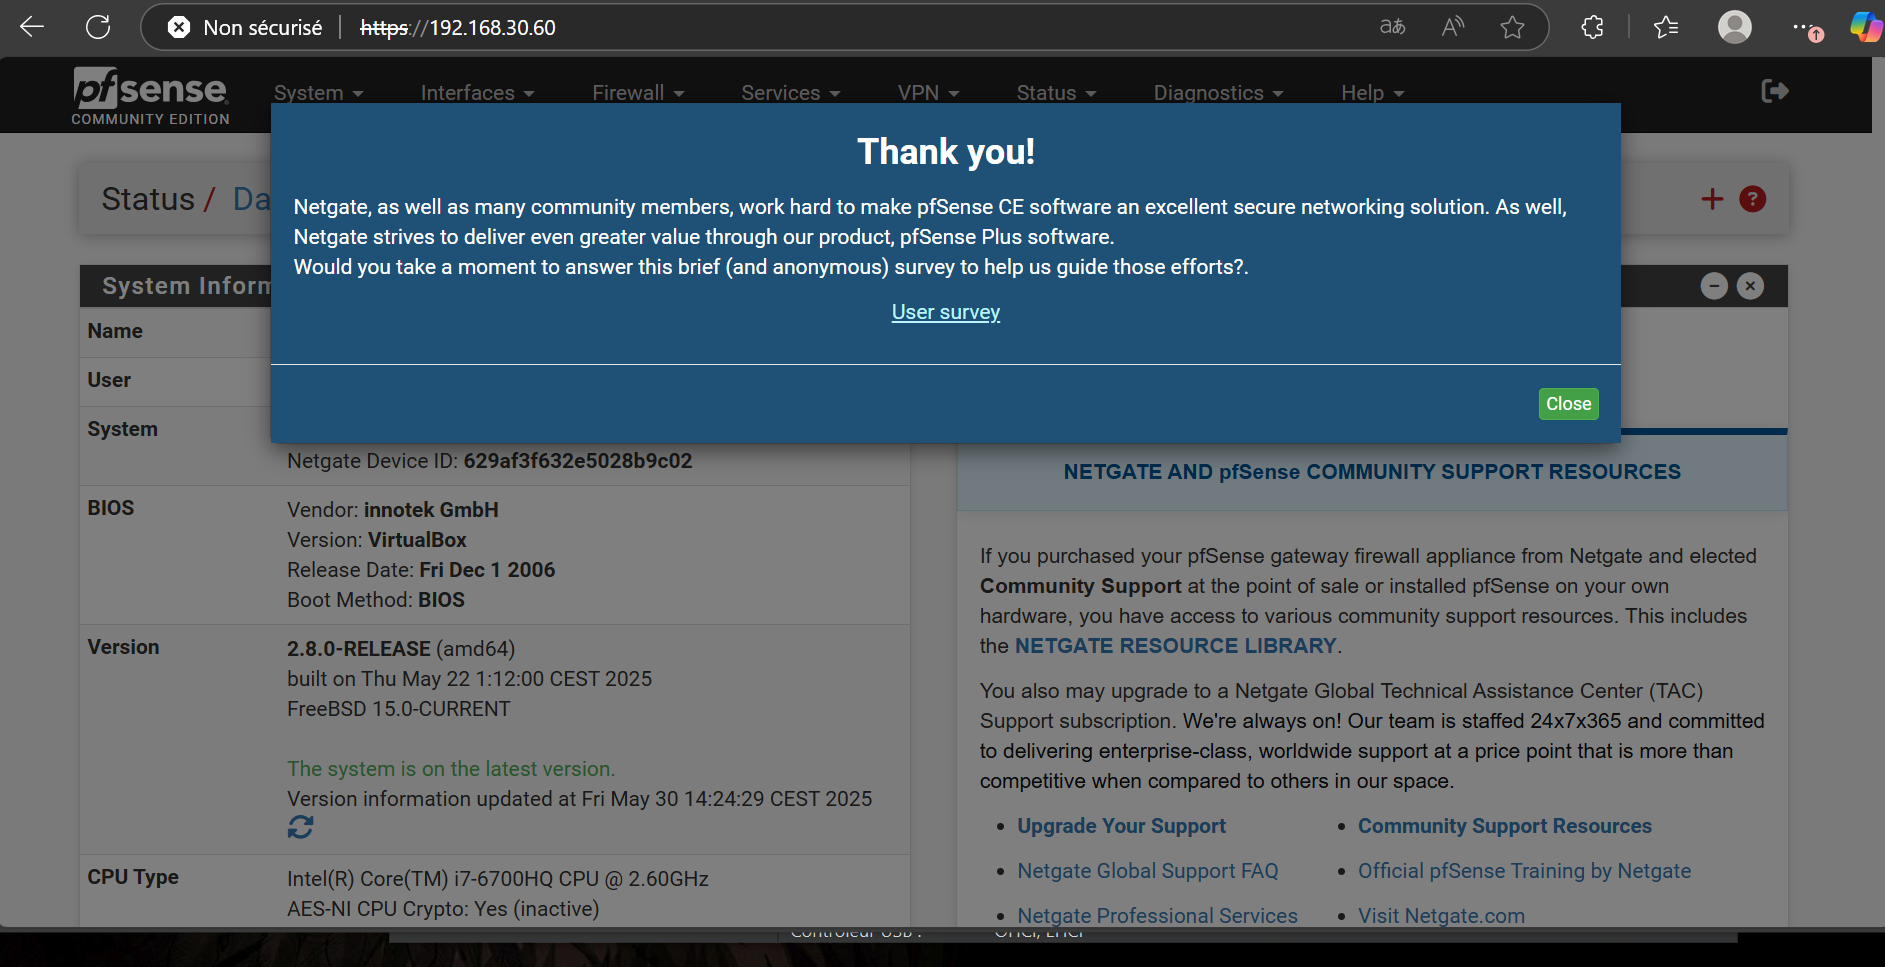 Non sécurisé https://192.168.30.60
pfsense
COMMUNITY EDITION
System Interfaces Firewall Services VPN Status Diagnostics Help
Thank you!
Netgate, as well as many community members, work hard to make pfSense CE software an excellent secure networking solution. As well,
Netgate strives to deliver even greater value through our product, pfSense Plus software.
Would you take a moment to answer this brief (and anonymous) survey to help us guide those efforts?.
User survey
Close
Status / Da
System Inform
Name
User
System
Netgate Device ID: 629af3f632e5028b9c02
BIOS
Vendor: innotek GmbH
Version: VirtualBox
Release Date: Fri Dec 1 2006
Boot Method: BIOS
Version
2.8.0-RELEASE (amd64)
built on Thu May 22 1:12:00 CEST 2025
FreeBSD 15.0-CURRENT
The system is on the latest version.
Version information updated at Fri May 30 14:24:29 CEST 2025
CPU Type
Intel(R) Core(TM) i7-6700HQ CPU @ 2.60GHz
AES-NI CPU Crypto: Yes (inactive)
NETGATE AND pfSense COMMUNITY SUPPORT RESOURCES
If you purchased your pfSense gateway firewall appliance from Netgate and elected
Community Support at the point of sale or installed pfSense on your own
hardware, you have access to various community support resources. This includes
the NETGATE RESOURCE LIBRARY.
You also may upgrade to a Netgate Global Technical Assistance Center (TAC)
Support subscription. We're always on! Our team is staffed 24x7x365 and committed
to delivering enterprise-class, worldwide support at a price point that is more than
competitive when compared to others in our space.
Upgrade Your Support
Community Support Resources
Netgate Global Support FAQ
Official pfSense Training by Netgate
Netgate Professional Services
Visit Netgate.com
Contrôleur USB : OHCI, EHCI